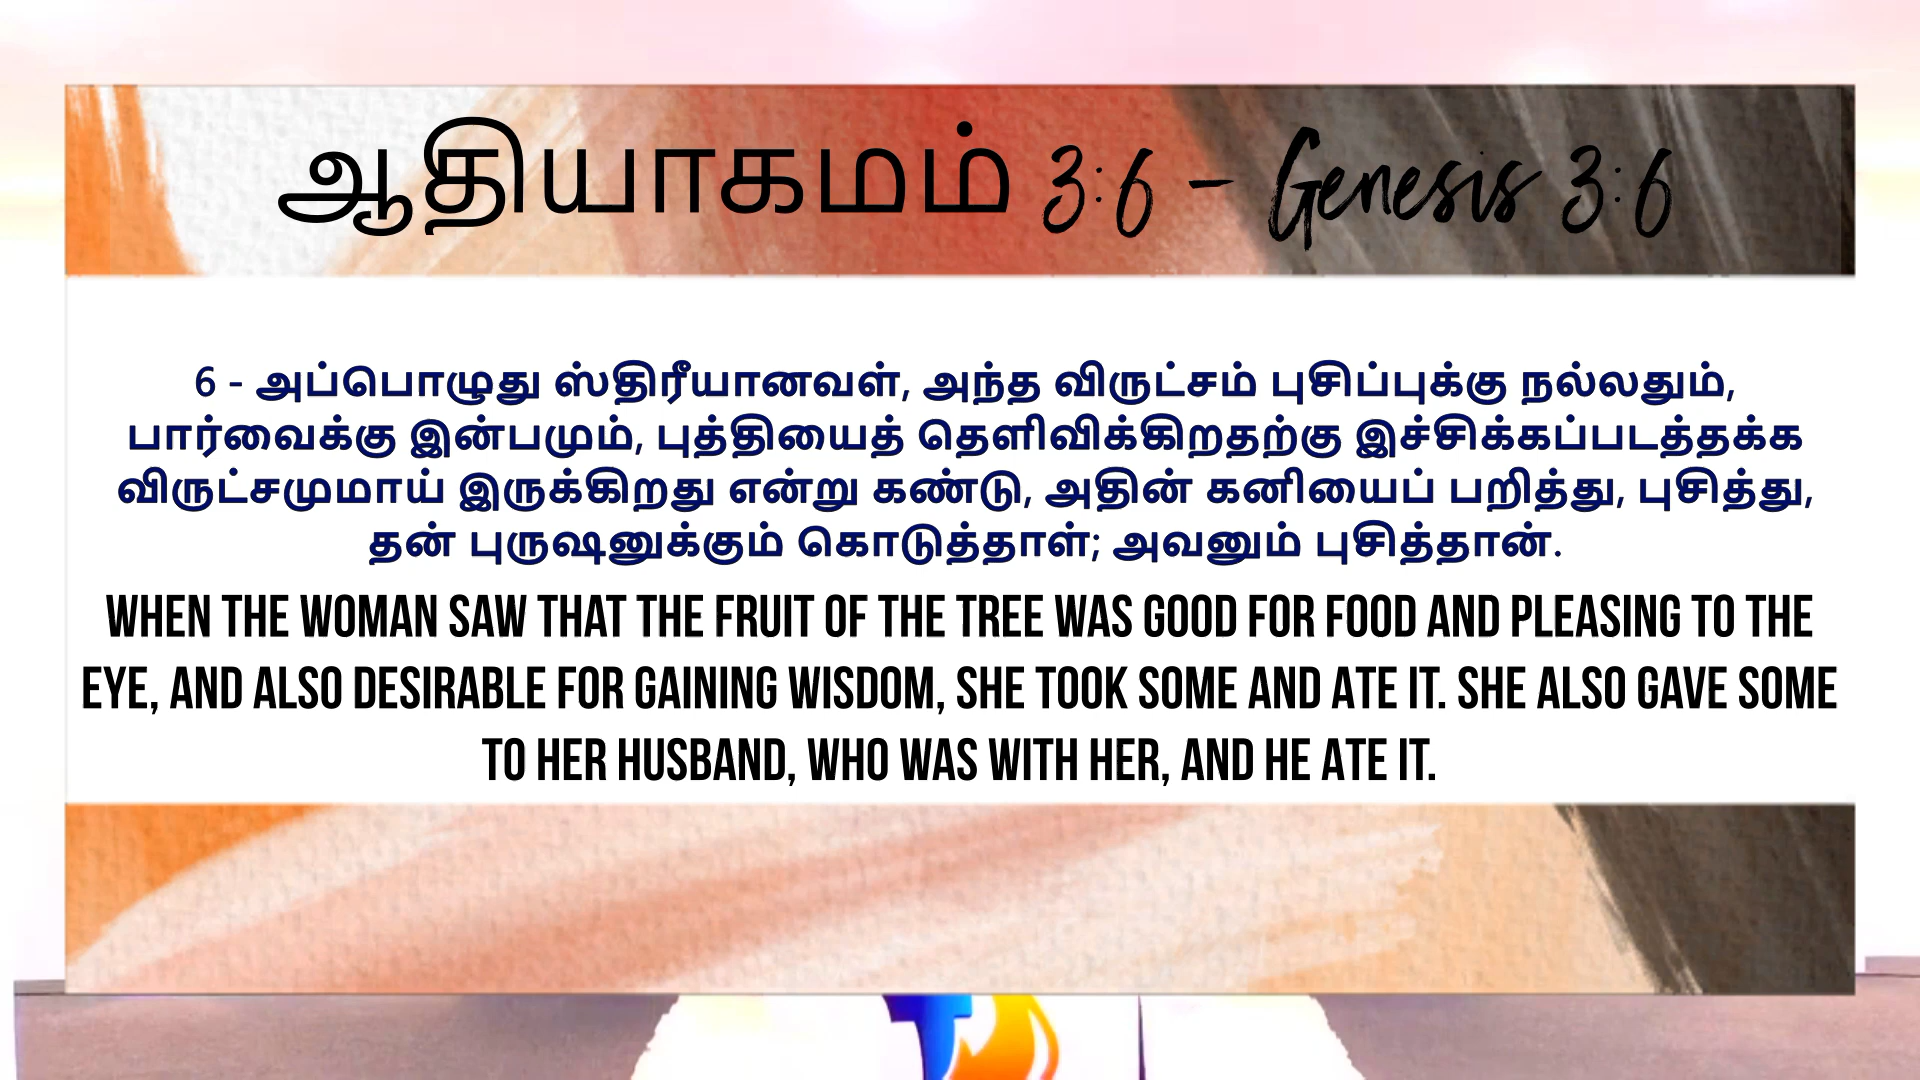 ஆதியாகமம் 3:6 - Genesis 3:6
6 - அப்பொழுது ஸ்திரீயானவள், அந்த விருட்சம் புசிப்புக்கு நல்லதும்,
பார்வைக்கு இன்பமும், புத்தியைத் தெளிவிக்கிறதற்கு இச்சிக்கப்படத்தக்க
விருட்சமுமாய் இருக்கிறது என்று கண்டு, அதின் கனியைப் பறித்து, புசித்து,
தன் புருஷனுக்கும் கொடுத்தாள்; அவனும் புசித்தான்.
WHEN THE WOMAN SAW THAT THE FRUIT OF THE TREE WAS GOOD FOR FOOD AND PLEASING TO THE
EYE, AND ALSO DESIRABLE FOR GAINING WISDOM, SHE TOOK SOME AND ATE IT. SHE ALSO GAVE SOME
TO HER HUSBAND, WHO WAS WITH HER, AND HE ATE IT.